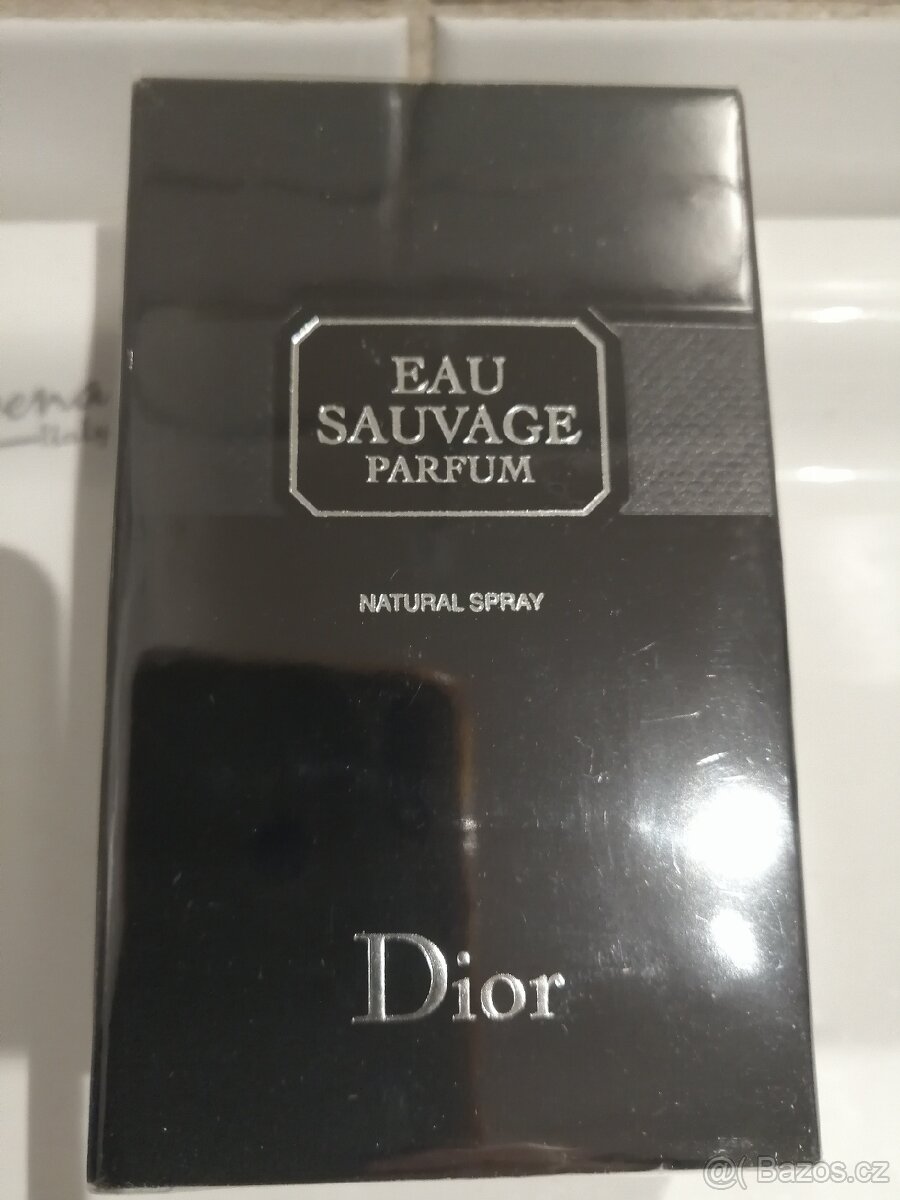 EAU
SAUVAGE
PARFUM
NATURAL SPRAY
Dior
@( Bazos.cz